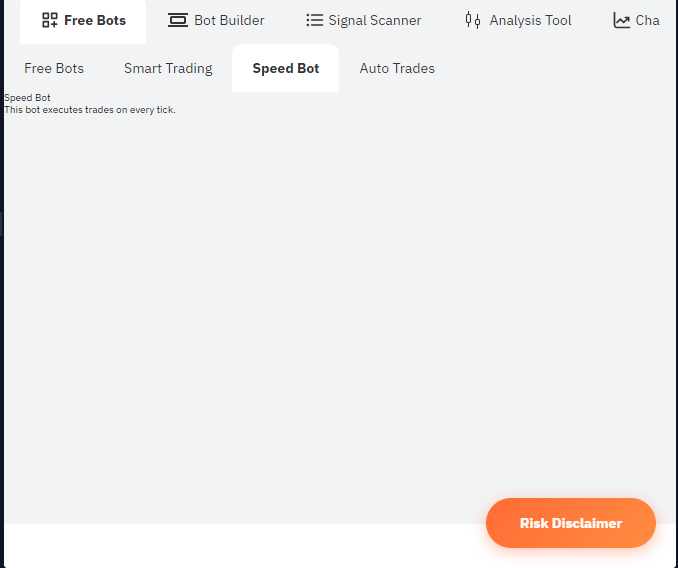 Free Bots Bot Builder Signal Scanner Analysis Tool Cha
Free Bots Smart Trading Speed Bot Auto Trades
Speed Bot
This bot executes trades on every tick.
Risk Disclaimer